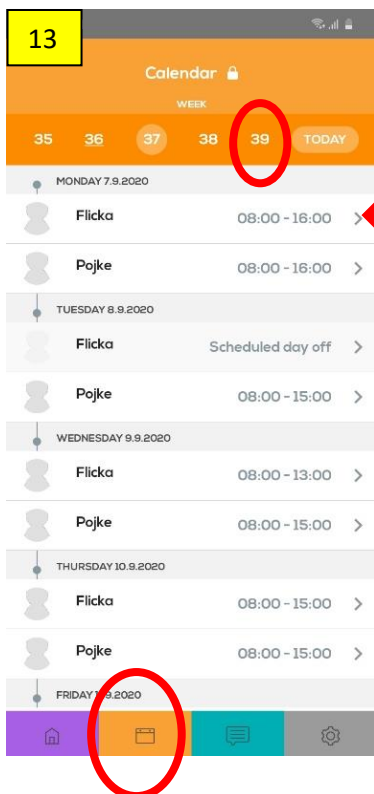 13
Calendar
WEEK
35 36 37 38 39 TODAY
MONDAY 7.9.2020
Flicka 08:00 - 16:00
Pojke 08:00 - 16:00
TUESDAY 8.9.2020
Flicka Scheduled day off
Pojke 08:00 - 15:00
WEDNESDAY 9.9.2020
Flicka 08:00 - 13:00
Pojke 08:00 - 15:00
THURSDAY 10.9.2020
Flicka 08:00 - 15:00
Pojke 08:00 - 15:00
FRIDAY